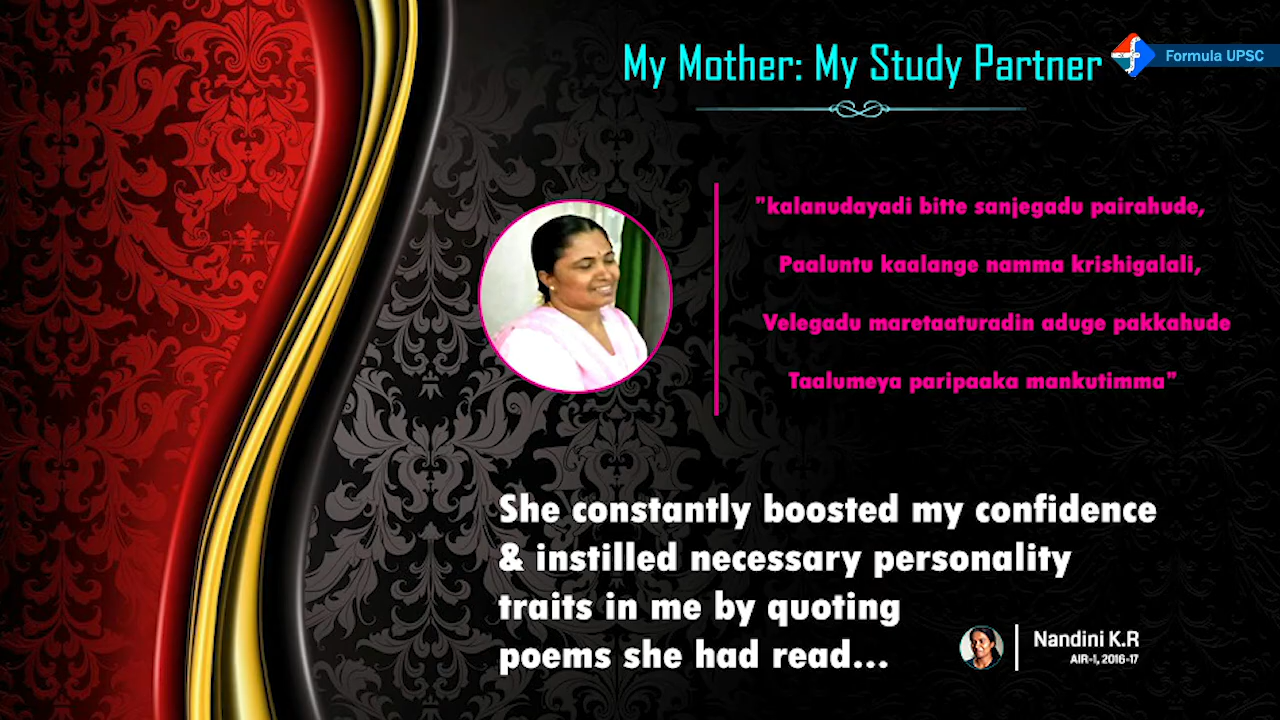 My Mother: My Study Partner
Formula UPSC
"kalanudayadi bitte sanjegadu pairahude,
Paaluntu kaalange namna krishigalali,
Velegadu maretaaturadin aduge pakkahude
Taalumeya paripaaka mankutimma"
She constantly boosted my confidence
& instilled necessary personality
traits in me by quoting
poems she had read...
Nandini K.R
AIR-1, 2016-17